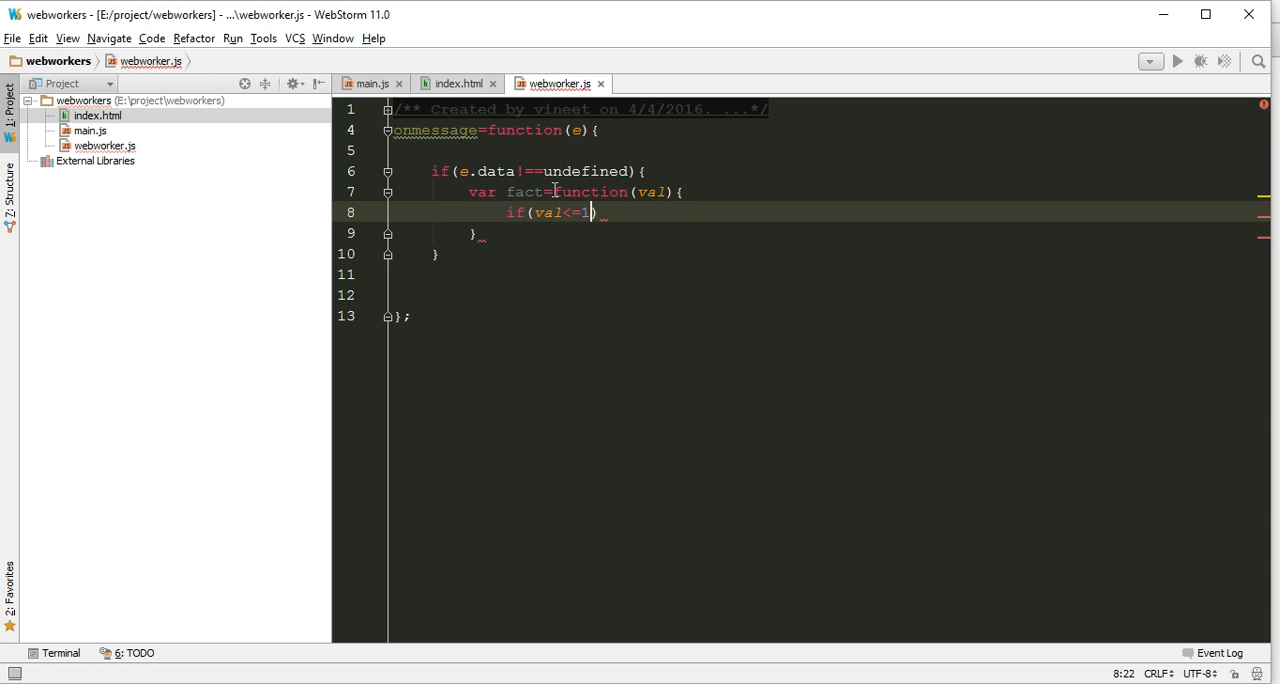 webworkers - [E:/project/webworkers] - ...\webworker.js - WebStorm 11.0
File Edit View Navigate Code Refactor Run Tools VCS Window Help
webworkers webworker.js
Project main.js index.html webworker.js
1: Project
7: Structure
2: Favorites
webworkers (E:\project\webworkers)
index.html
main.js
webworker.js
External Libraries
1 /** Created by vineet on 4/4/2016. ...*/
4 onmessage=function(e){
5
6 if(e.data!==undefined){
7 var fact=function(val){
8 if(val<=1)
9 }
10 }
11
12
13 };
Terminal 6: TODO Event Log
8:22 CRLF UTF-8